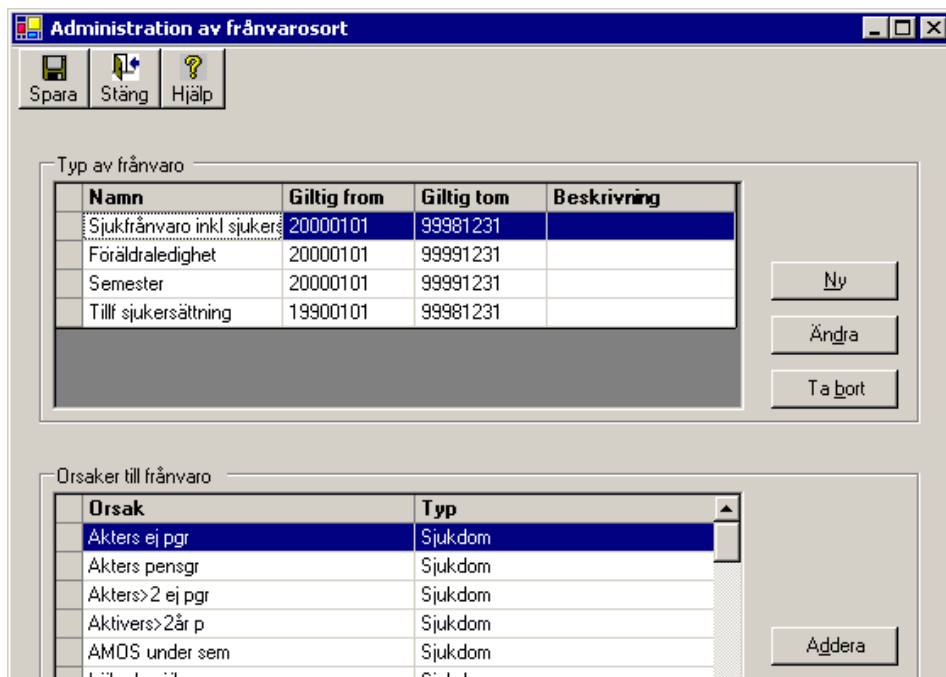 Administration av frånvarosort
Spara Stäng Hjälp
Typ av frånvaro
Namn Giltig from Giltig tom Beskrivning
Sjukfrånvaro inkl sjukers 20000101 99981231
Föräldraledighet 20000101 99991231
Semester 20000101 99991231
Tillf sjukersättning 19900101 99981231
Ny
Ändra
Ta bort
Orsaker till frånvaro
Orsak Typ
Akters ej pgr Sjukdom
Akters pensgr Sjukdom
Akters>2 ej pgr Sjukdom
Aktivers>2år p Sjukdom
AMOS under sem Sjukdom
Addera